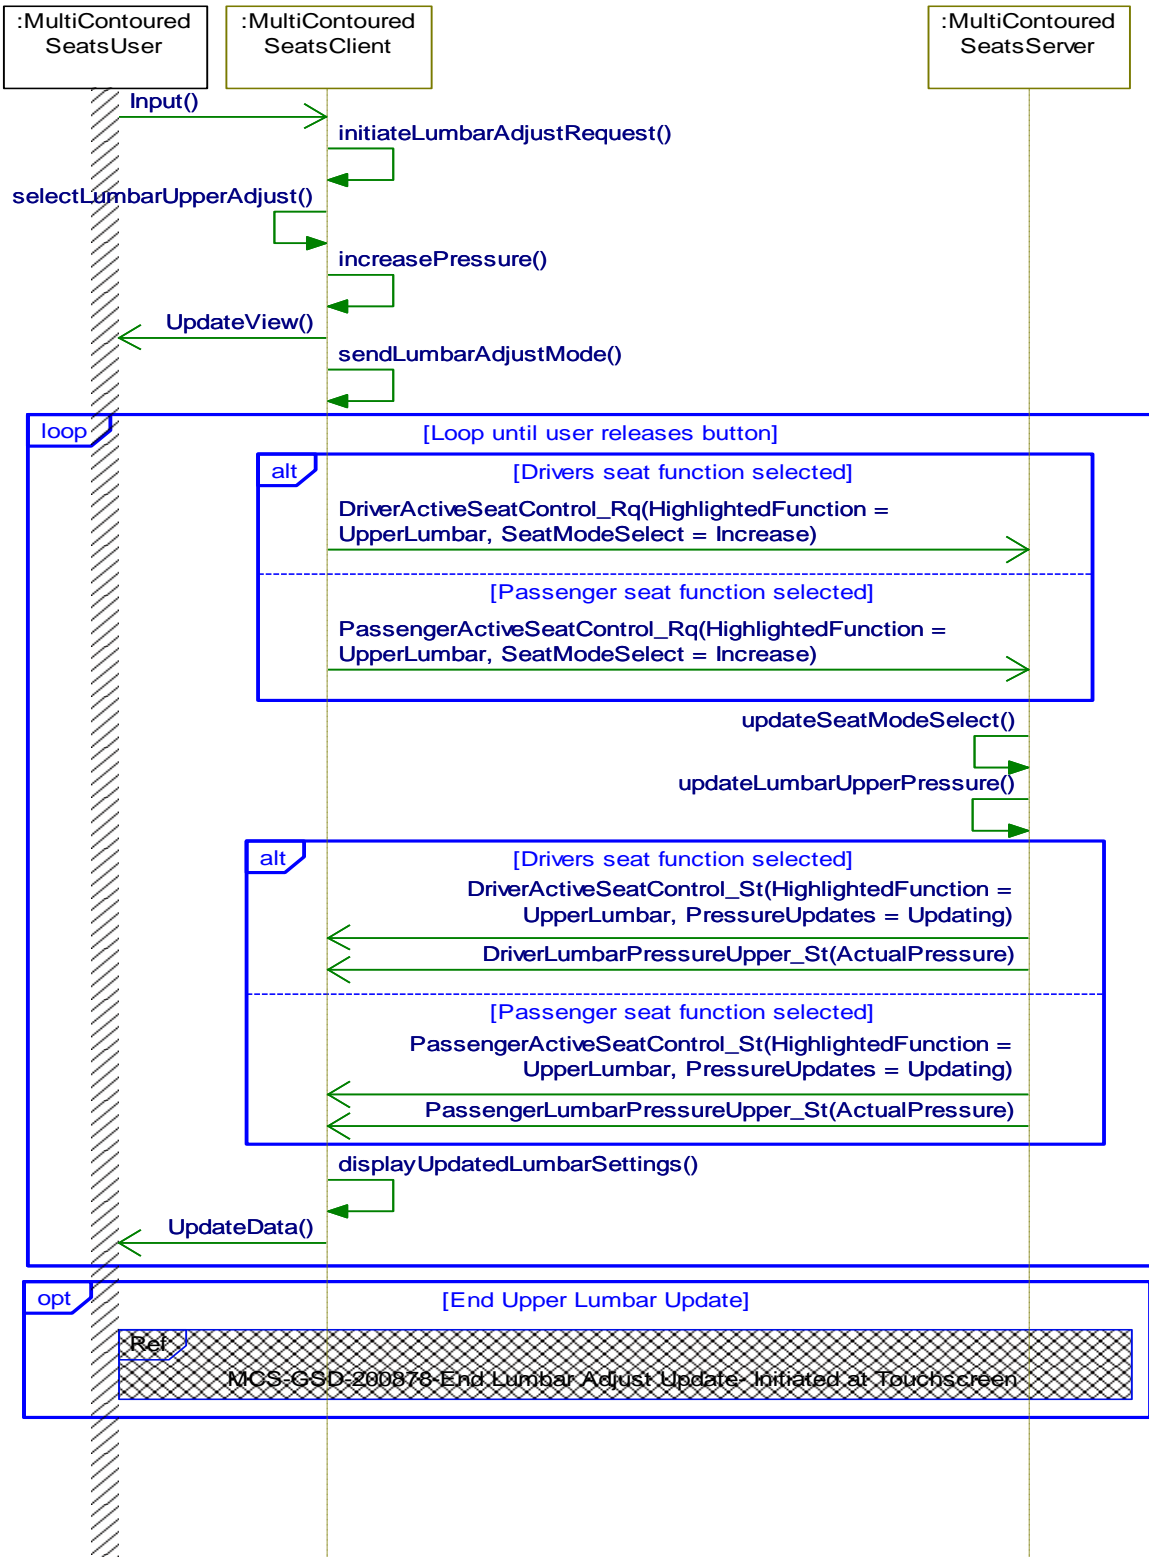 :MultiContoured
SeatsUser
:MultiContoured
SeatsClient
:MultiContoured
SeatsServer
Input()
initiateLumbarAdjustRequest()
selectLumbarUpperAdjust()
increasePressure()
UpdateView()
sendLumbarAdjustMode()
loop
[Loop until user releases button]
alt
[Drivers seat function selected]
DriverActiveSeatControl_Rq(HighlightedFunction =
UpperLumbar, SeatModeSelect = Increase)
[Passenger seat function selected]
PassengerActiveSeatControl_Rq(HighlightedFunction =
UpperLumbar, SeatModeSelect = Increase)
updateSeatModeSelect()
updateLumbarUpperPressure()
alt
[Drivers seat function selected]
DriverActiveSeatControl_St(HighlightedFunction =
UpperLumbar, PressureUpdates = Updating)
DriverLumbarPressureUpper_St(ActualPressure)
[Passenger seat function selected]
PassengerActiveSeatControl_St(HighlightedFunction =
UpperLumbar, PressureUpdates = Updating)
PassengerLumbarPressureUpper_St(ActualPressure)
displayUpdatedLumbarSettings()
UpdateData()
opt
[End Upper Lumbar Update]
Ref
MCS-GSD-200878-End Lumbar Adjust Update- Initiated at Touchscreen